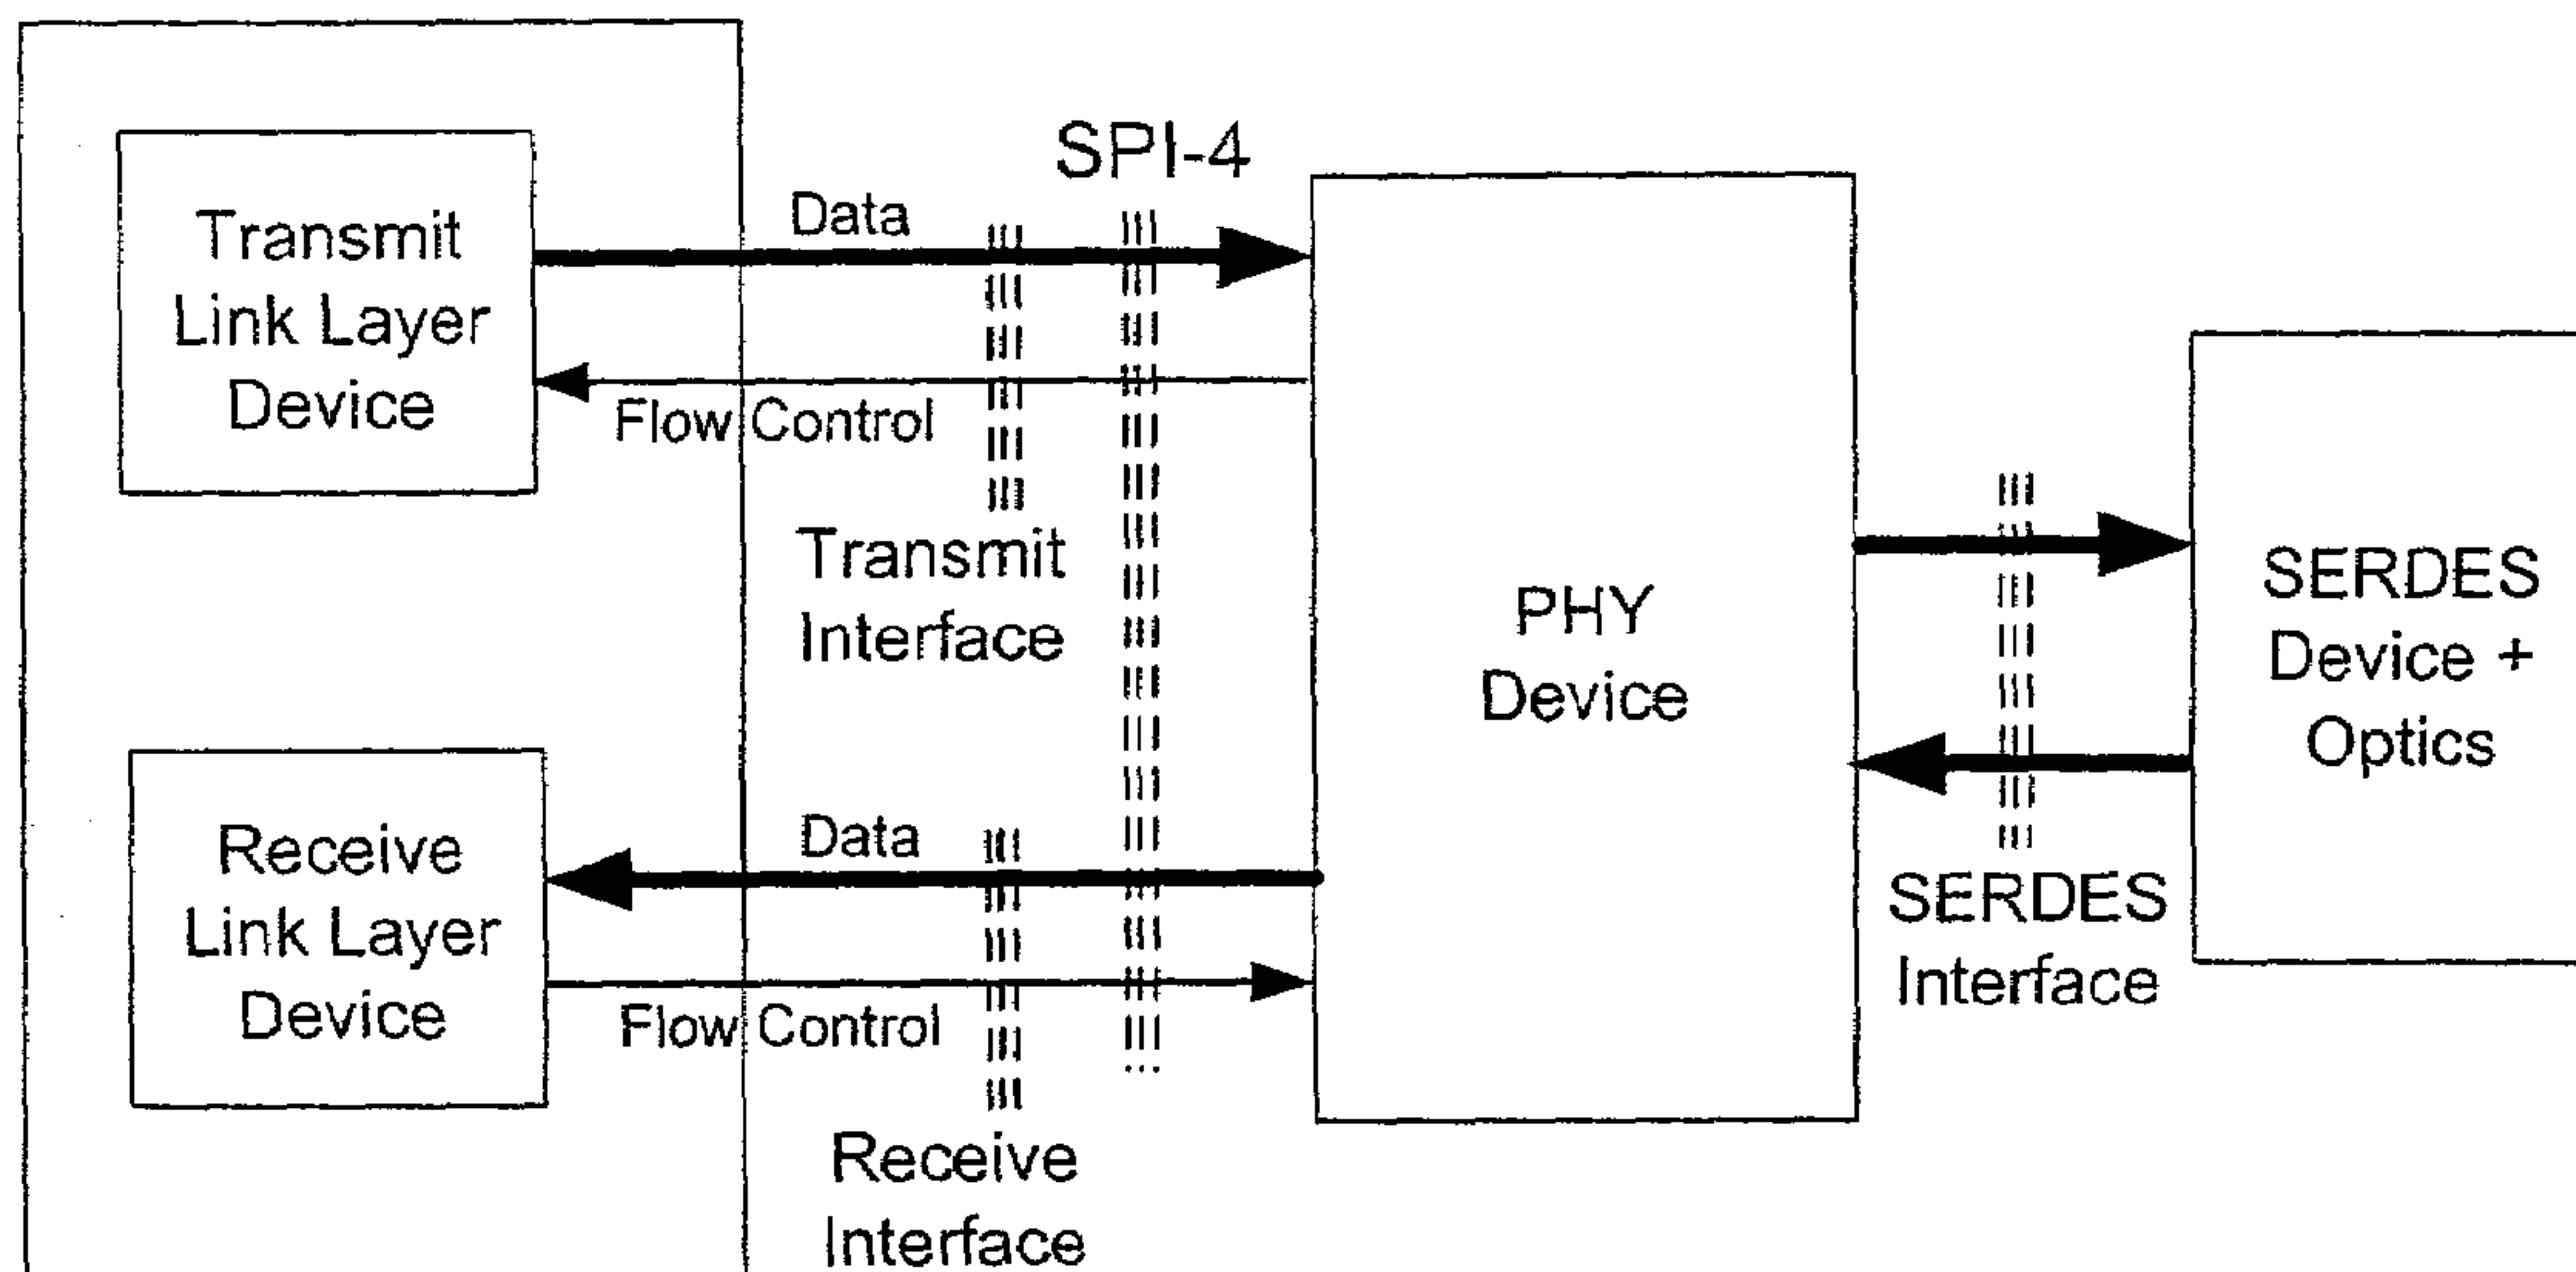 SPI-4
Transmit
Link Layer
Device
Data
Flow Control
Transmit
Interface
Receive
Link Layer
Device
Data
Flow Control
Receive
Interface
PHY
Device
SERDES
Interface
SERDES
Device +
Optics